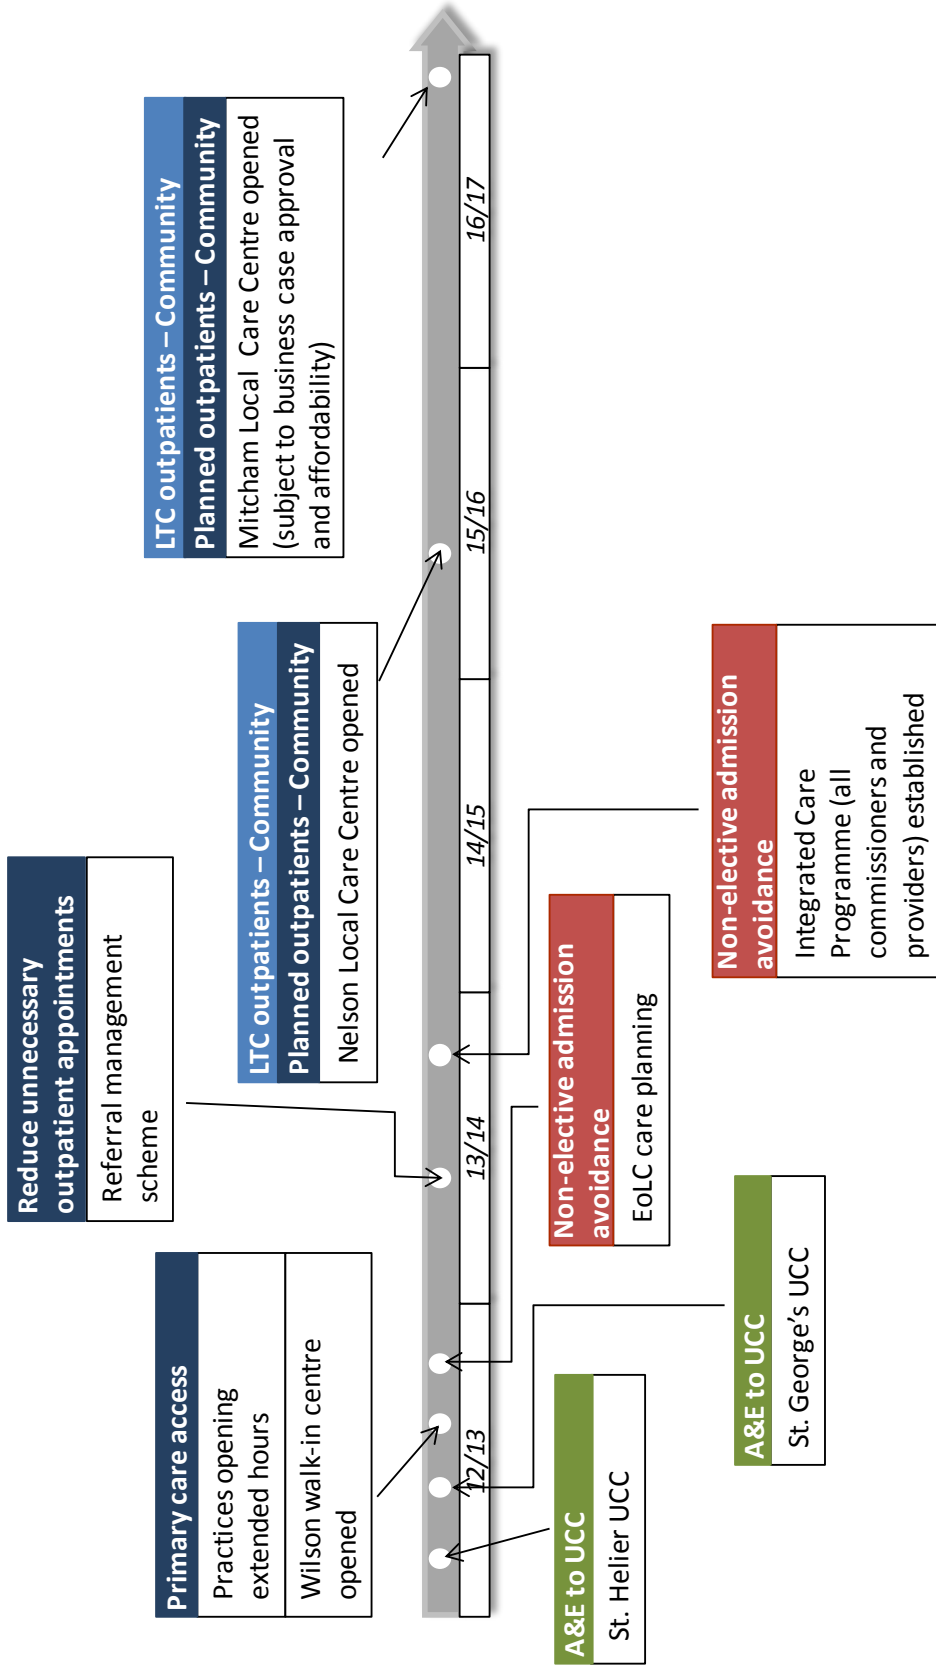 Reduce unnecessary
outpatient appointments
Referral management
scheme
Primary care access
Practices opening
extended hours
Wilson walk-in centre
opened
LTC outpatients – Community
Planned outpatients – Community
Nelson Local Care Centre opened
LTC outpatients – Community
Planned outpatients – Community
Mitcham Local Care Centre opened
(subject to business case approval
and affordability)
12/13
13/14
14/15
15/16
16/17
A&E to UCC
St. Helier UCC
A&E to UCC
St. George’s UCC
Non-elective admission
avoidance
EoLC care planning
Non-elective admission
avoidance
Integrated Care
Programme (all
commissioners and
providers) established